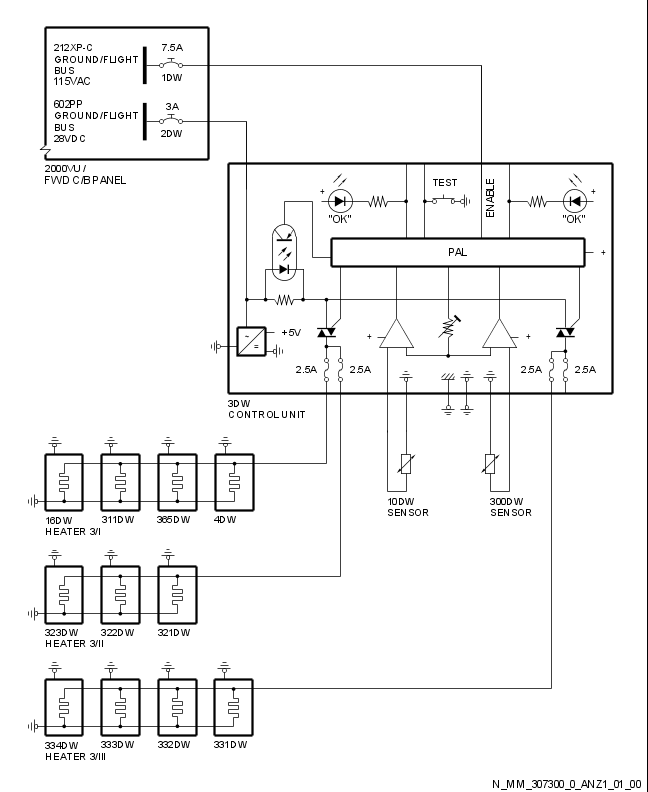 212XP-C
GROUND/FLIGHT
BUS
115VAC
7.5A
1DW
602PP
GROUND/FLIGHT
BUS
28VDC
3A
2DW
2000VU/
FWD C/B PANEL
+
"OK"
TEST
ENABLE
+
"OK"
PAL
+
~
=
+5V
+
+
2.5A
2.5A
2.5A
2.5A
3DW
CONTROL UNIT
16DW
311DW
365DW
4DW
HEATER 3/I
10DW
SENSOR
300DW
SENSOR
323DW
322DW
321DW
HEATER 3/II
334DW
333DW
332DW
331DW
HEATER 3/III
N_MM_307300_0_ANZ1_01_00